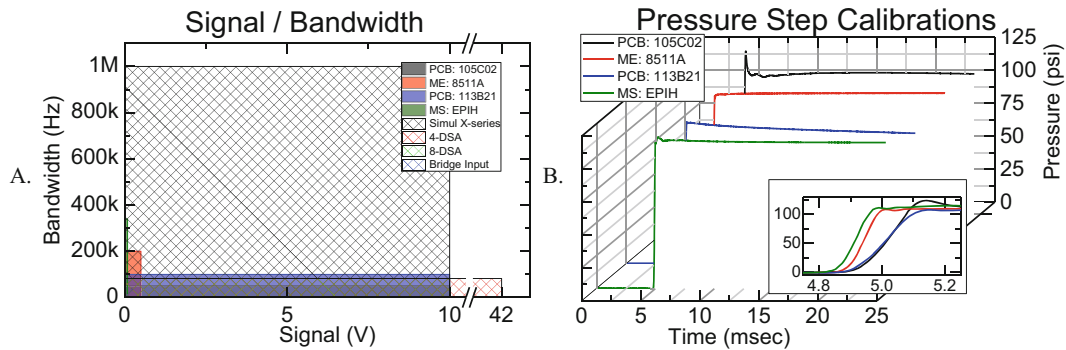 Signal / Bandwidth
A.
Bandwidth (Hz)
1M
800k
600k
400k
200k
0
PCB: 105C02
ME: 8511A
PCB: 113B21
MS: EPIH
Simul X-series
4-DSA
8-DSA
Bridge Input
0
5
10
42
Signal (V)
Pressure Step Calibrations
B.
PCB: 105C02
ME: 8511A
PCB: 113B21
MS: EPIH
125
100
75
50
25
0
Pressure (psi)
100
50
0
4.8
5.0
5.2
0
5
10
15
20
25
Time (msec)